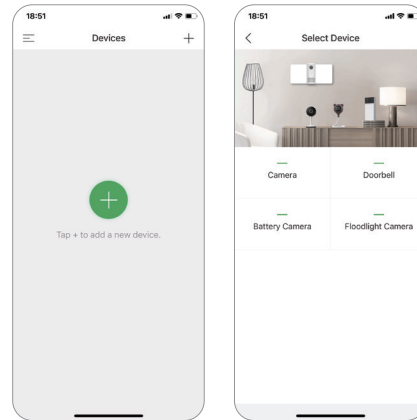 18:51
Devices
Tap + to add a new device.
18:51
Select Device
Camera
Doorbell
Battery Camera
Floodlight Camera